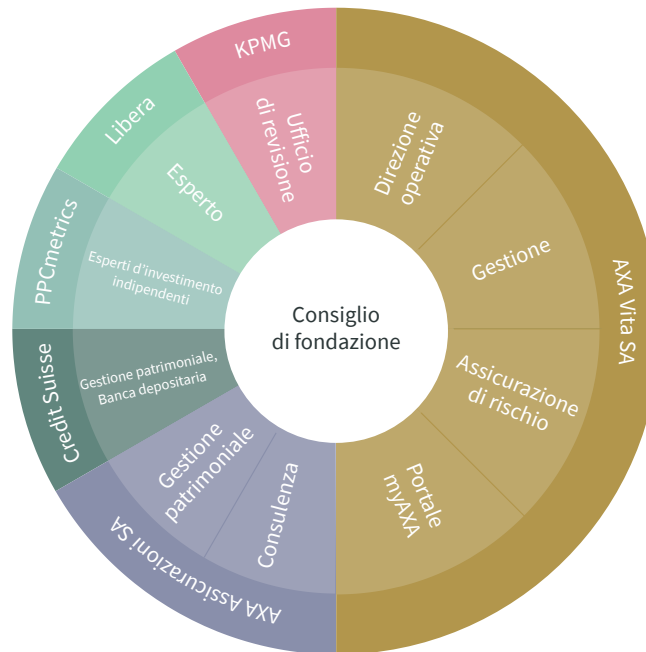 KPMG
Ufficio
di revisione
Libera
Esperto
PPCmetrics
Esperti d'investimento
indipendenti
Credit Suisse
Gestione patrimoniale,
Banca depositaria
AXA Assicurazioni SA
Gestione
patrimoniale
Consulenza
AXA Vita SA
Direzione
operativa
Gestione
Assicurazione
di rischio
Portale
myAXA
Consiglio
di fondazione